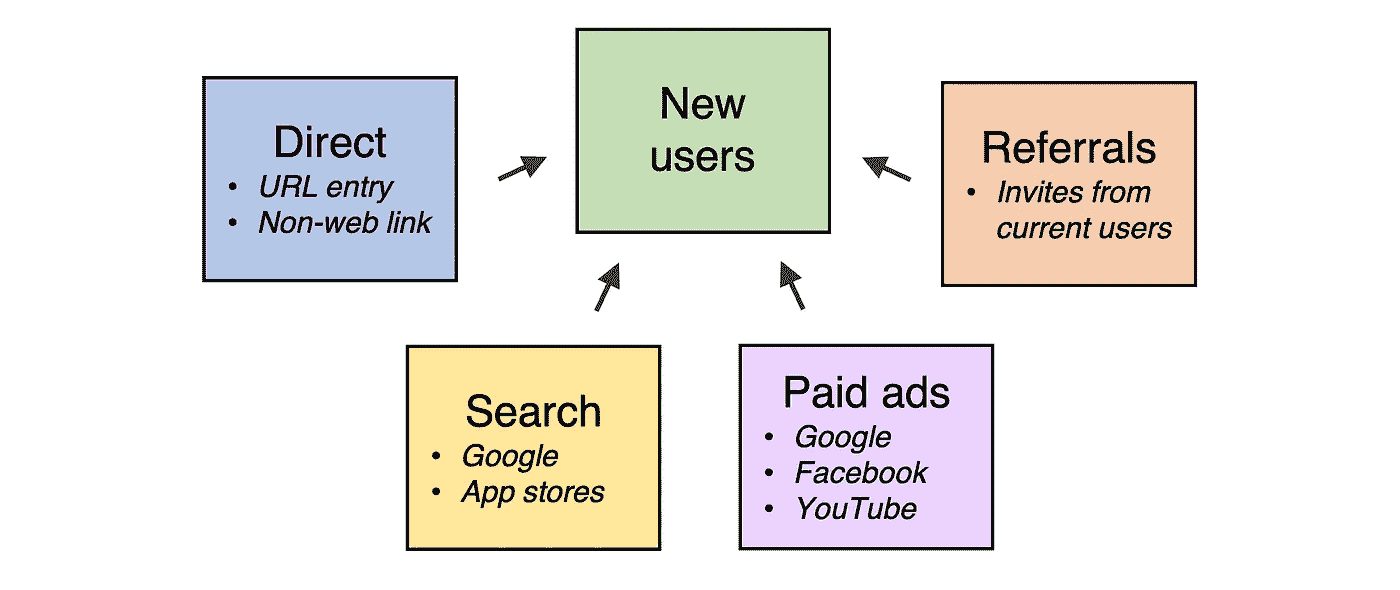 New
users
Direct
• URL entry
• Non-web link
Referrals
• Invites from
current users
Search
• Google
• App stores
Paid ads
• Google
• Facebook
• YouTube